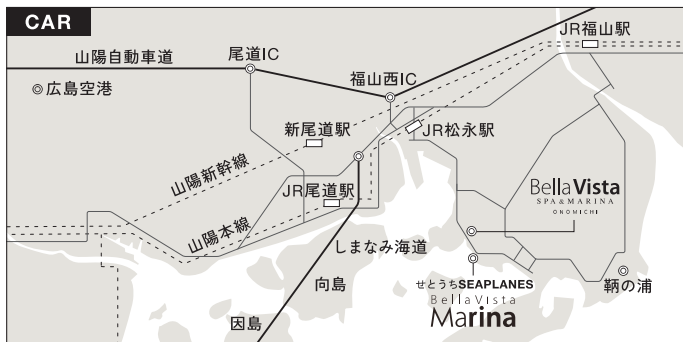 CAR
JR福山駅
山陽自動車道
尾道IC
福山西IC
広島空港
新尾道駅
JR松永駅
山陽新幹線
JR尾道駅
BellaVista
SPA&MARINA
ONOMICHI
山陽本線
しまなみ海道
向島
せとうちSEAPLANES
BellaVista
Marina
鞆の浦
因島